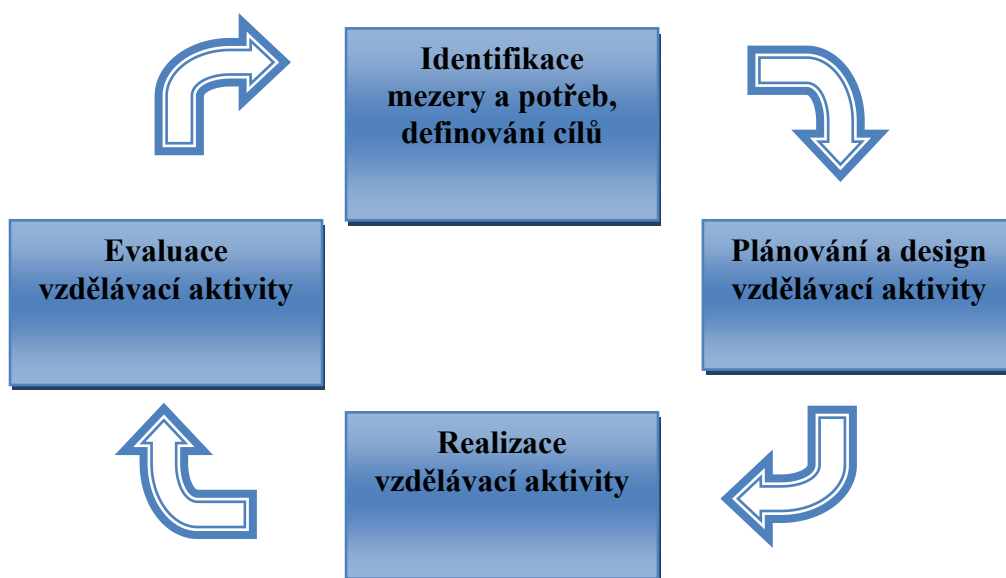 Identifikace
mezery a potřeb,
definování cílů
Evaluace
vzdělávací aktivity
Plánování a design
vzdělávací aktivity
Realizace
vzdělávací aktivity